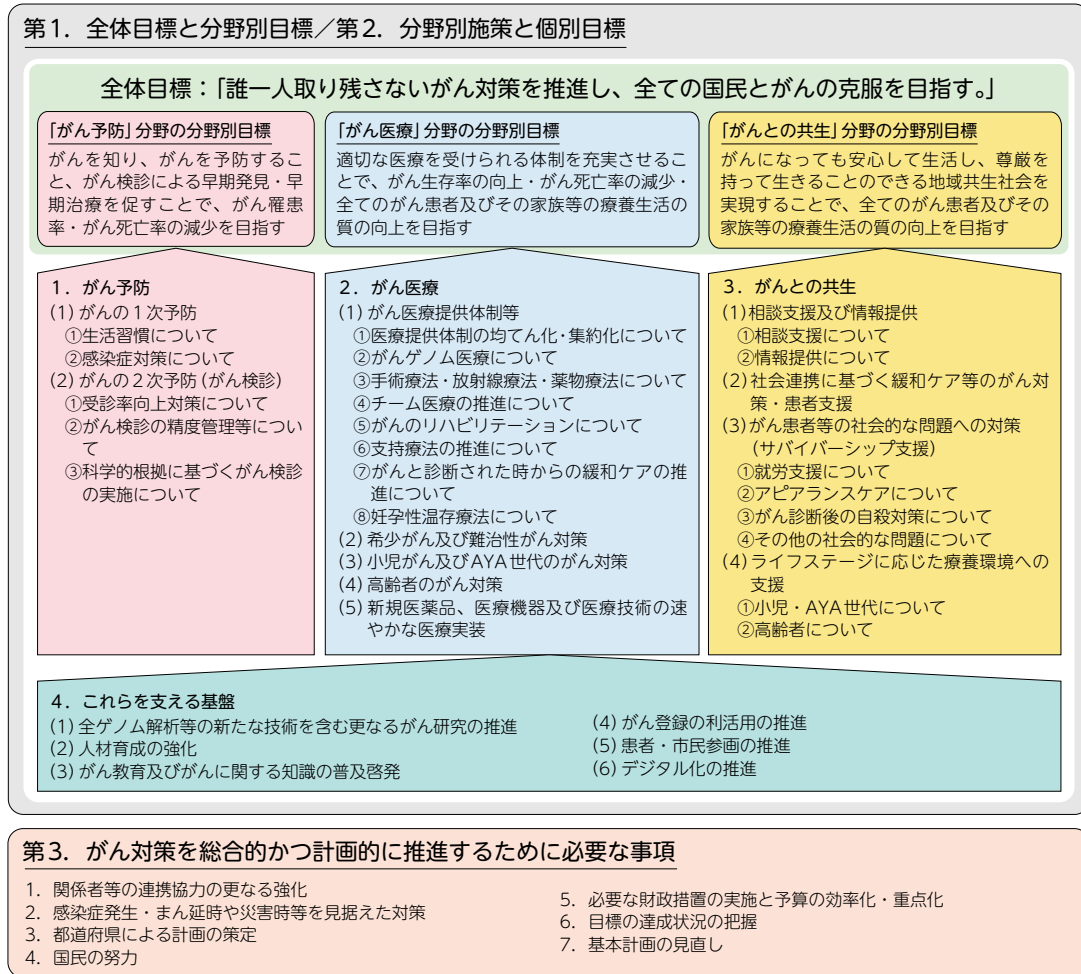 第1．全体目標と分野別目標／第2．分野別施策と個別目標
全体目標：「誰一人取り残さないがん対策を推進し、全ての国民とがんの克服を目指す。」
「がん予防」分野の分野別目標
がんを知り、がんを予防するこ
と、がん検診による早期発見・早
期治療を促すことで、がん罹患
率・がん死亡率の減少を目指す
「がん医療」分野の分野別目標
適切な医療を受けられる体制を充実させるこ
とで、がん生存率の向上・がん死亡率の減少・
全てのがん患者及びその家族等の療養生活の
質の向上を目指す
「がんとの共生」分野の分野別目標
がんになっても安心して生活し、尊厳を
持って生きることのできる地域共生社会を
実現することで、全てのがん患者及びその
家族等の療養生活の質の向上を目指す
1．がん予防
(1) がんの1次予防
①生活習慣について
②感染症対策について
(2) がんの2次予防（がん検診）
①受診率向上対策について
②がん検診の精度管理等につい
て
③科学的根拠に基づくがん検診
の実施について
2．がん医療
(1) がん医療提供体制等
①医療提供体制の均てん化・集約化について
②がんゲノム医療について
③手術療法・放射線療法・薬物療法について
④チーム医療の推進について
⑤がんのリハビリテーションについて
⑥支持療法の推進について
⑦がんと診断された時からの緩和ケアの推
進について
⑧妊孕性温存療法について
(2) 希少がん及び難治性がん対策
(3) 小児がん及びAYA世代のがん対策
(4) 高齢者のがん対策
(5) 新規医薬品、医療機器及び医療技術の速
やかな医療実装
3．がんとの共生
(1) 相談支援及び情報提供
①相談支援について
②情報提供について
(2) 社会連携に基づく緩和ケア等のがん対
策・患者支援
(3) がん患者等の社会的な問題への対策
（サバイバーシップ支援）
①就労支援について
②アピアランスケアについて
③がん診断後の自殺対策について
④その他の社会的な問題について
(4) ライフステージに応じた療養環境への
支援
①小児・AYA世代について
②高齢者について
4．これらを支える基盤
(1) 全ゲノム解析等の新たな技術を含む更なるがん研究の推進
(2) 人材育成の強化
(3) がん教育及びがんに関する知識の普及啓発
(4) がん登録の利活用の推進
(5) 患者・市民参画の推進
(6) デジタル化の推進
第3．がん対策を総合的かつ計画的に推進するために必要な事項
1．関係者等の連携協力の更なる強化
2．感染症発生・まん延時や災害時等を見据えた対策
3．都道府県による計画の策定
4．国民の努力
5．必要な財政措置の実施と予算の効率化・重点化
6．目標の達成状況の把握
7．基本計画の見直し